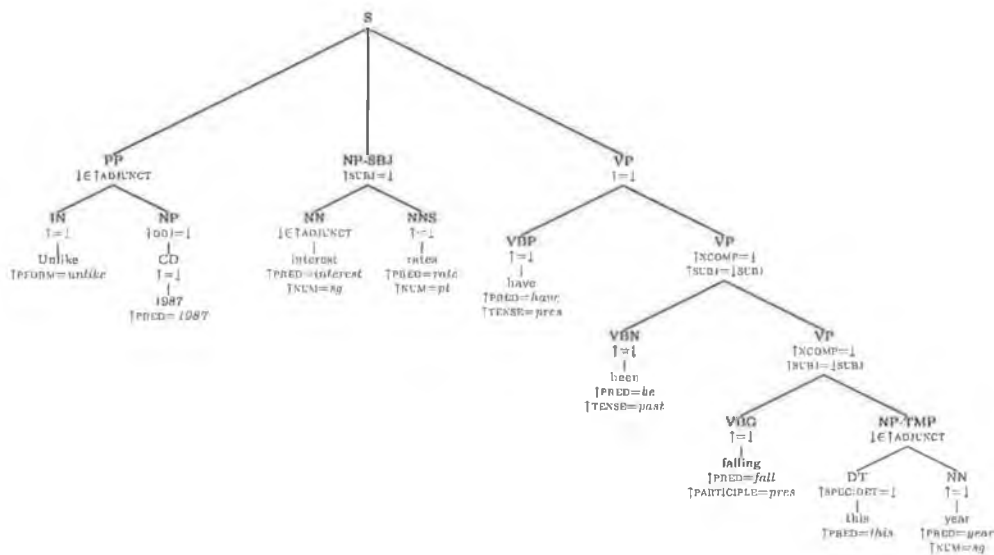 S
PP NP-SBJ VP
↓∈↑ADJUNCT ↑SUBJ=↓ ↑=↓
IN NP NN NNS VBP VP
↑=↓ ↑OBJ=↓ ↓∈↑ADJUNCT ↑=↓ ↑=↓ ↑XCOMP=↓
↑SUBJ=↓SUBJ
Unlike CD interest rates have
↑PFORM=unlike ↑=↓ ↑PRED=interest ↑PRED=rate ↑PRED=have
↑NUM=sg ↑NUM=pl ↑TENSE=pres
1987
↑PRED=1987
VBN VP
↑=↓ ↑XCOMP=↓
↑SUBJ=↓SUBJ
been
↑PRED=be
↑TENSE=past
VBG NP-TMP
↑=↓ ↓∈↑ADJUNCT
falling DT NN
↑PRED=fall ↑SPEC:DET=↓ ↑=↓
↑PARTICIPLE=pres
this year
↑PRED=this ↑PRED=year
↑NUM=sg